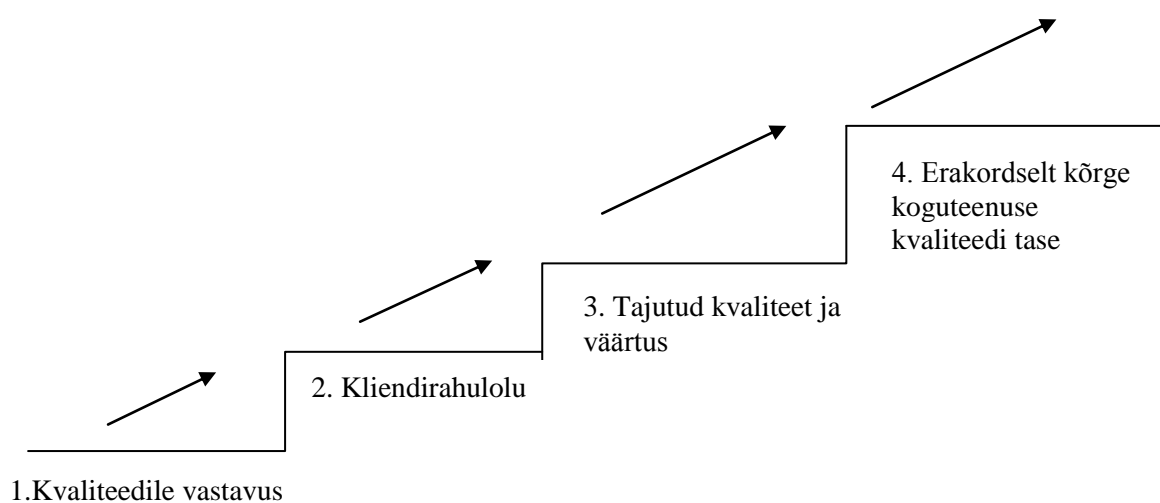 4. Erakordselt kõrge
koguteenuse
kvaliteedi tase
3. Tajutud kvaliteet ja
väärtus
2. Kliendirahulolu
1.Kvaliteedile vastavus